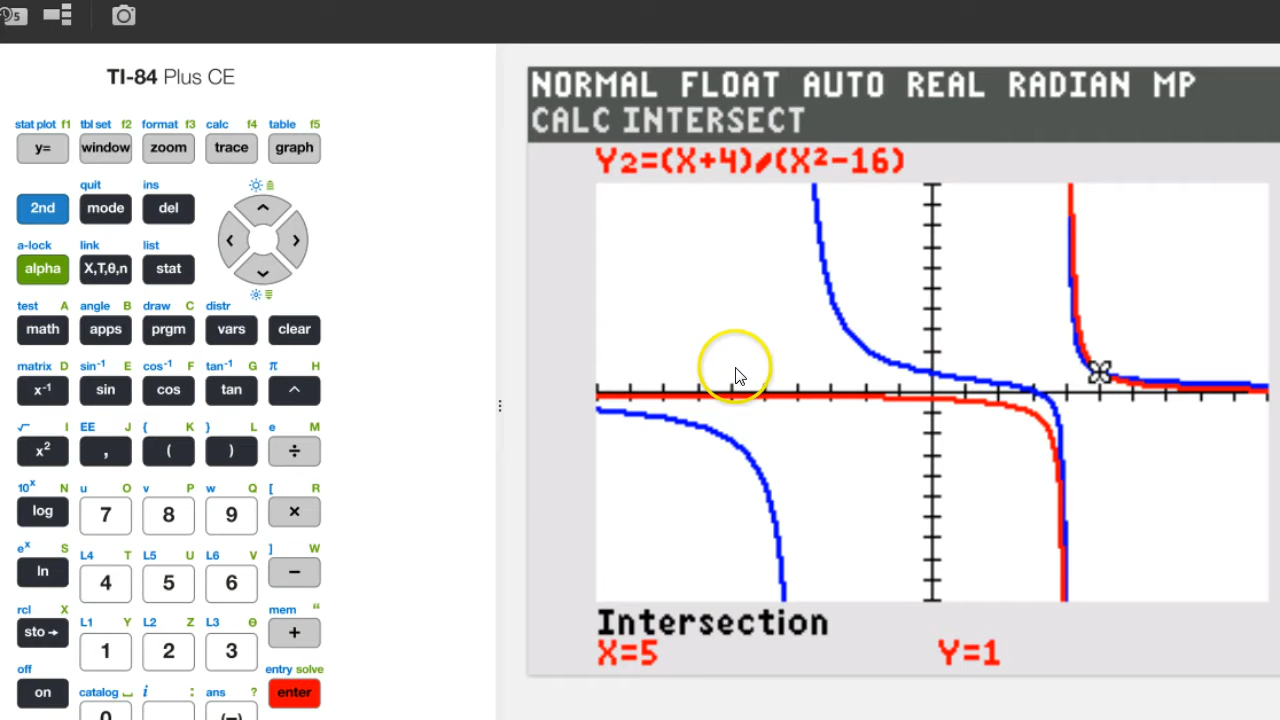 5
TI-84 Plus CE
stat plot f1 tbl set f2 format f3 calc f4 table f5
y= window zoom trace graph
quit ins
2nd mode del
a-lock link list
alpha X,T,θ,n stat
test A angle B draw C distr
math apps prgm vars clear
matrix D sin⁻¹ E cos⁻¹ F tan⁻¹ G π H
x⁻¹ sin cos tan ^
√ I EE J { K } L e M
x² , ( ) ÷
10ˣ N u O v P w Q [ R
log 7 8 9 ×
eˣ S L4 T L5 U L6 V ] W
ln 4 5 6 −
rcl X L1 Y L2 Z L3 θ mem “
sto → 1 2 3 +
off catalog ⎵ i : ans ? entry solve
on 0 . (−) enter
NORMAL FLOAT AUTO REAL RADIAN MP
CALC INTERSECT
Y2=(X+4)/(X²-16)
Intersection
X=5 Y=1